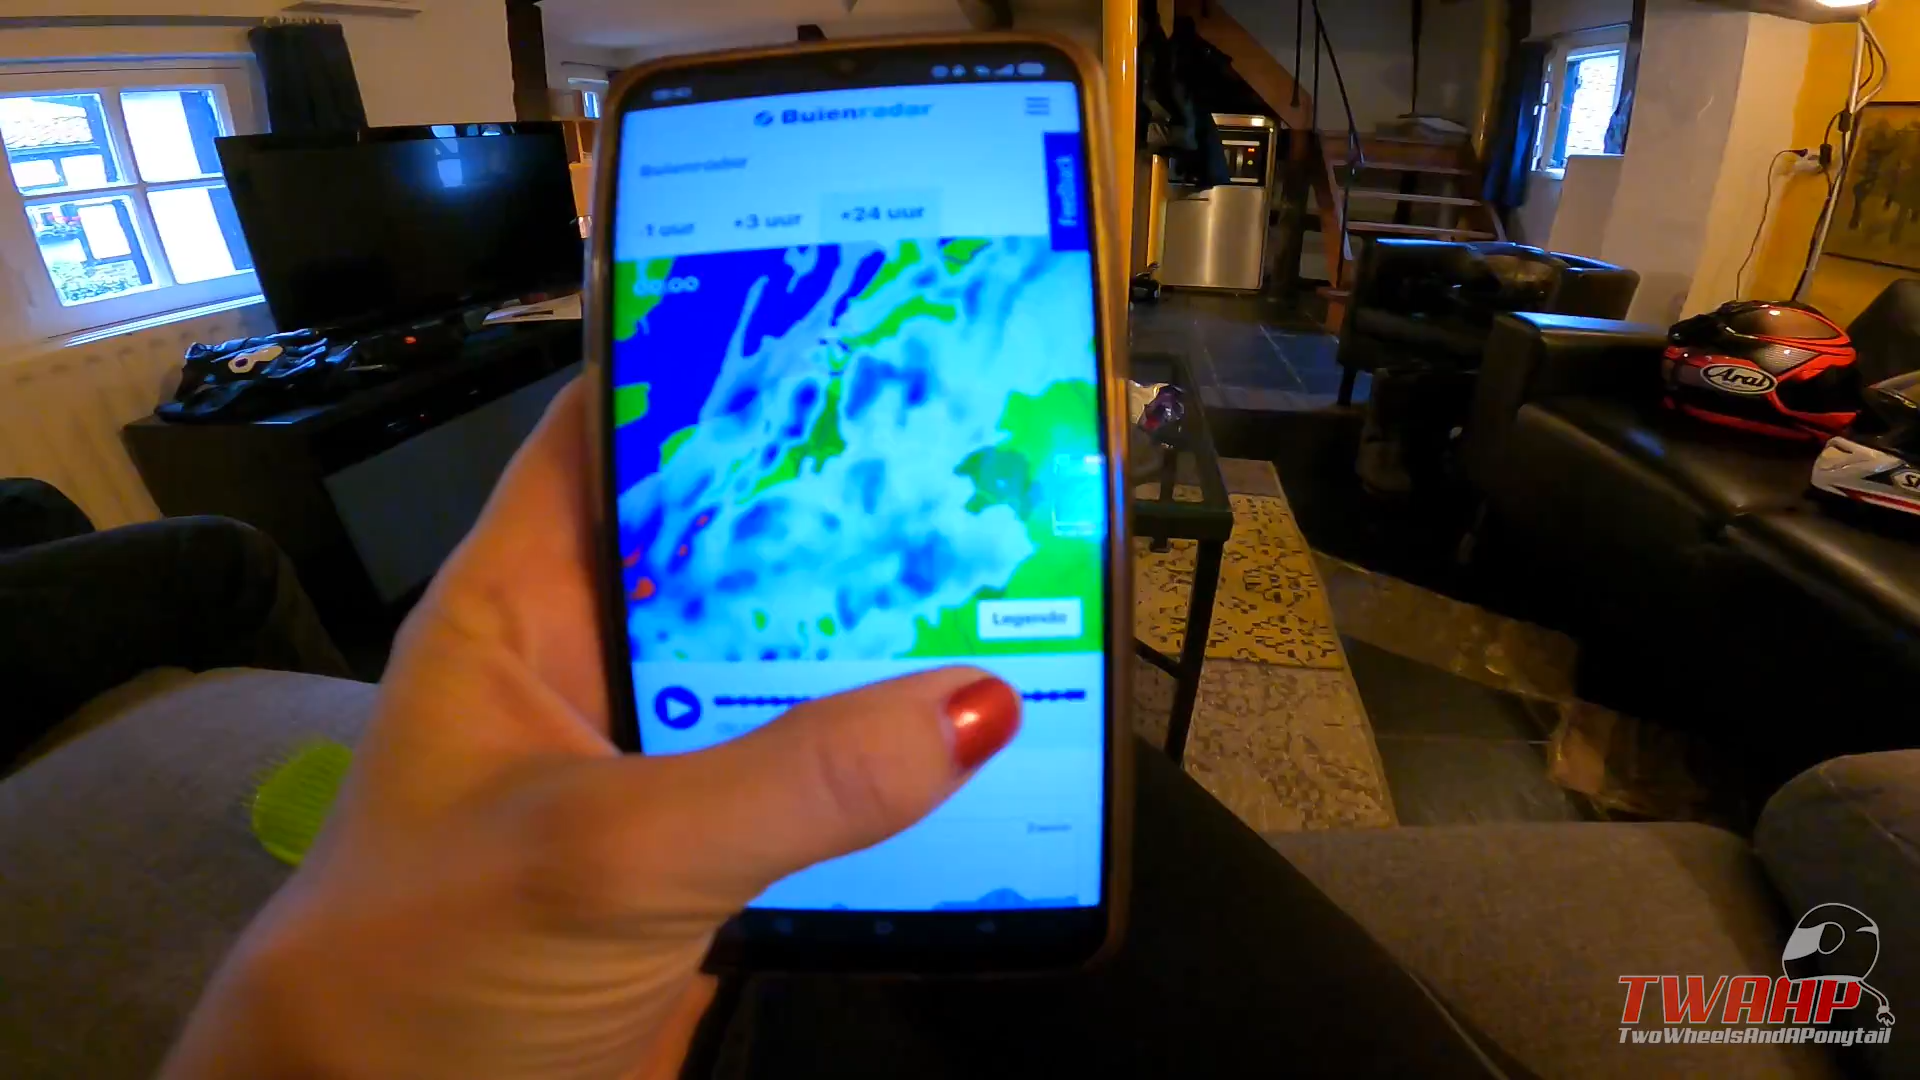 Buienradar
Buienradar
-1 uur
+3 uur
+24 uur
Feedback
00:00
Legenda
Arai
TWAHP
TwoWheelsAndAPonytail